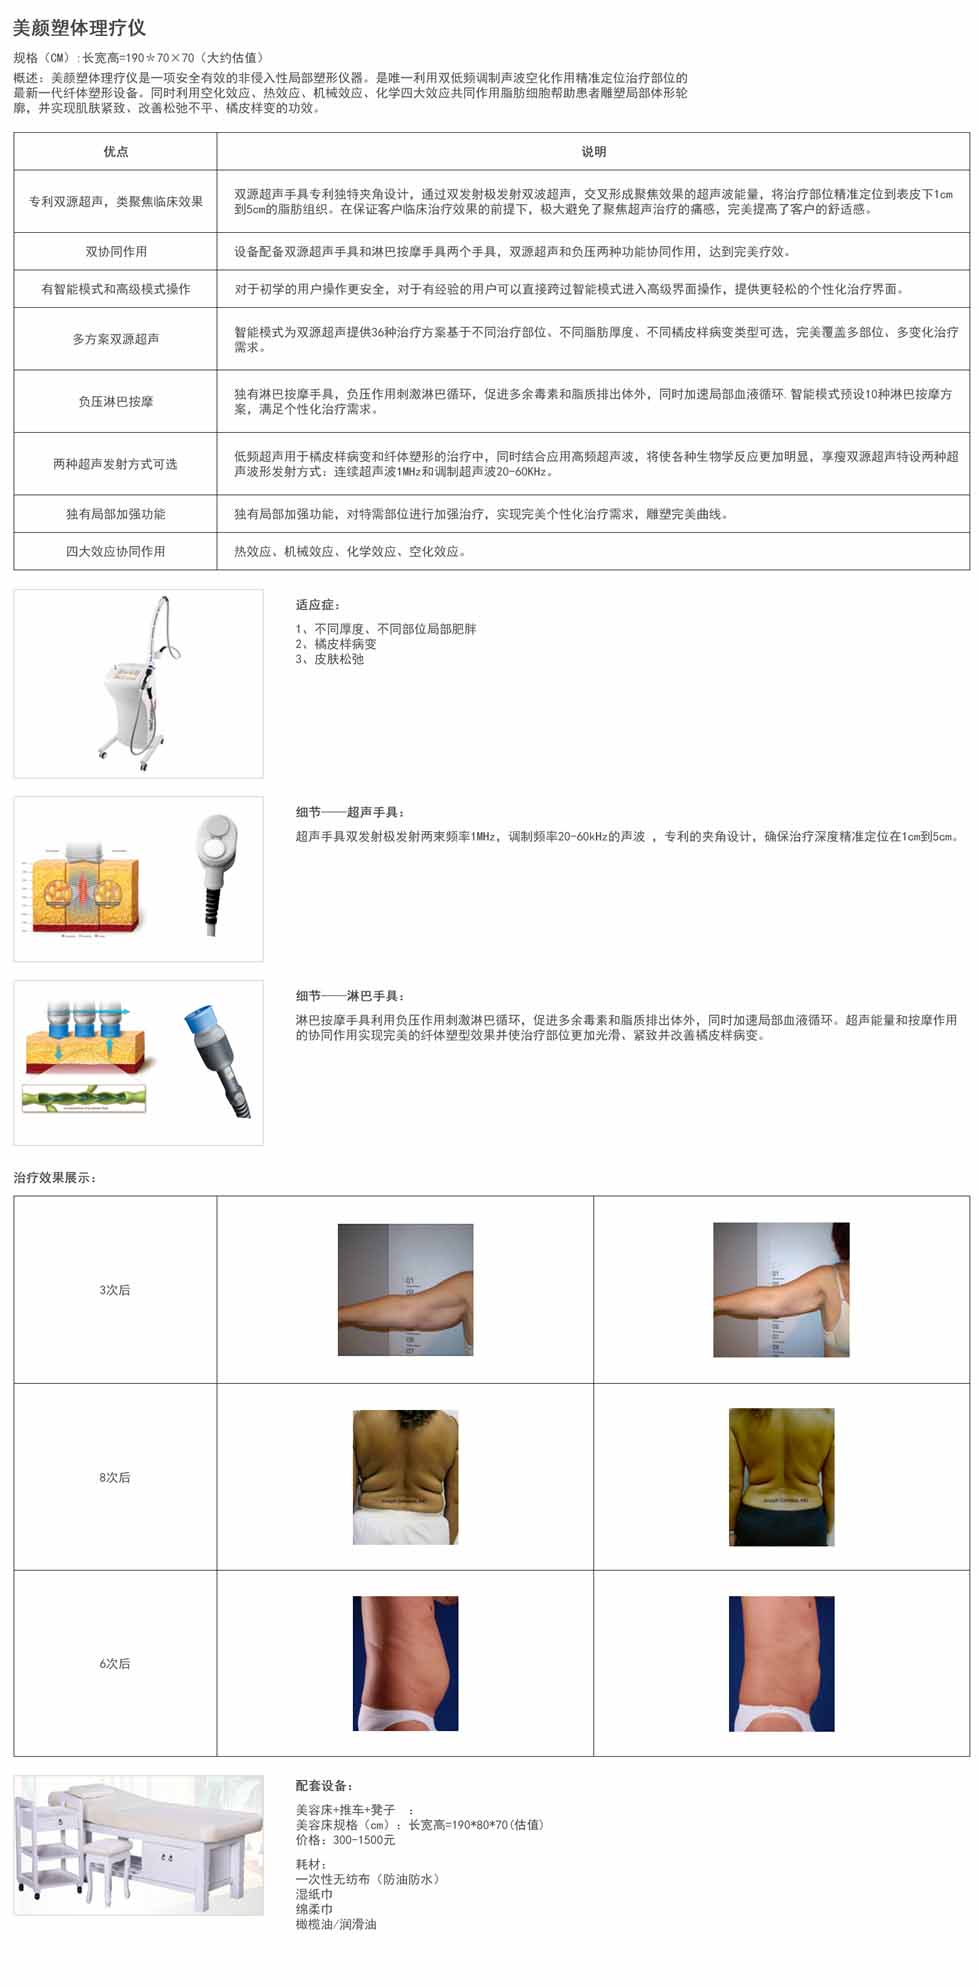 美颜塑体理疗仪
规格（CM）:长宽高=190*70×70（大约估值）
概述：美颜塑体理疗仪是一项安全有效的非侵入性局部塑形仪器。是唯一利用双低频调制声波空化作用精准定位治疗部位的
最新一代纤体塑形设备。同时利用空化效应、热效应、机械效应、化学四大效应共同作用脂肪细胞帮助患者雕塑局部体形轮
廓，并实现肌肤紧致、改善松弛不平、橘皮样变的功效。
优点
说明
专利双源超声，类聚焦临床效果
双源超声手具专利独特夹角设计，通过双发射极发射双波超声，交叉形成聚焦效果的超声波能量，将治疗部位精准定位到表皮下1cm
到5cm的脂肪组织。在保证客户临床治疗效果的前提下，极大避免了聚焦超声治疗的痛感，完美提高了客户的舒适感。
双协同作用
设备配备双源超声手具和淋巴按摩手具两个手具，双源超声和负压两种功能协同作用，达到完美疗效。
有智能模式和高级模式操作
对于初学的用户操作更安全，对于有经验的用户可以直接跨过智能模式进入高级界面操作，提供更轻松的个性化治疗界面。
多方案双源超声
智能模式为双源超声提供36种治疗方案基于不同治疗部位、不同脂肪厚度、不同橘皮样病变类型可选，完美覆盖多部位、多变化治疗
需求。
负压淋巴按摩
独有淋巴按摩手具，负压作用刺激淋巴循环，促进多余毒素和脂质排出体外，同时加速局部血液循环.智能模式预设10种淋巴按摩方
案，满足个性化治疗需求。
两种超声发射方式可选
低频超声用于橘皮样病变和纤体塑形的治疗中，同时结合应用高频超声波，将使各种生物学反应更加明显，享瘦双源超声特设两种超
声波形发射方式：连续超声波1MHz和调制超声波20-60KHz。
独有局部加强功能
独有局部加强功能，对特需部位进行加强治疗，实现完美个性化治疗需求，雕塑完美曲线。
四大效应协同作用
热效应、机械效应、化学效应、空化效应。
适应症：
1、不同厚度、不同部位局部肥胖
2、橘皮样病变
3、皮肤松弛
细节——超声手具：
超声手具双发射极发射两束频率1MHz，调制频率20-60kHz的声波 ，专利的夹角设计，确保治疗深度精准定位在1cm到5cm。
细节——淋巴手具：
淋巴按摩手具利用负压作用刺激淋巴循环，促进多余毒素和脂质排出体外，同时加速局部血液循环。超声能量和按摩作用
的协同作用实现完美的纤体塑型效果并使治疗部位更加光滑、紧致并改善橘皮样病变。
治疗效果展示：
3次后
8次后
6次后
配套设备：
美容床+推车+凳子 ：
美容床规格（cm）：长宽高=190*80*70(估值)
价格：300-1500元
耗材：
一次性无纺布（防油防水）
湿纸巾
绵柔巾
橄榄油/润滑油